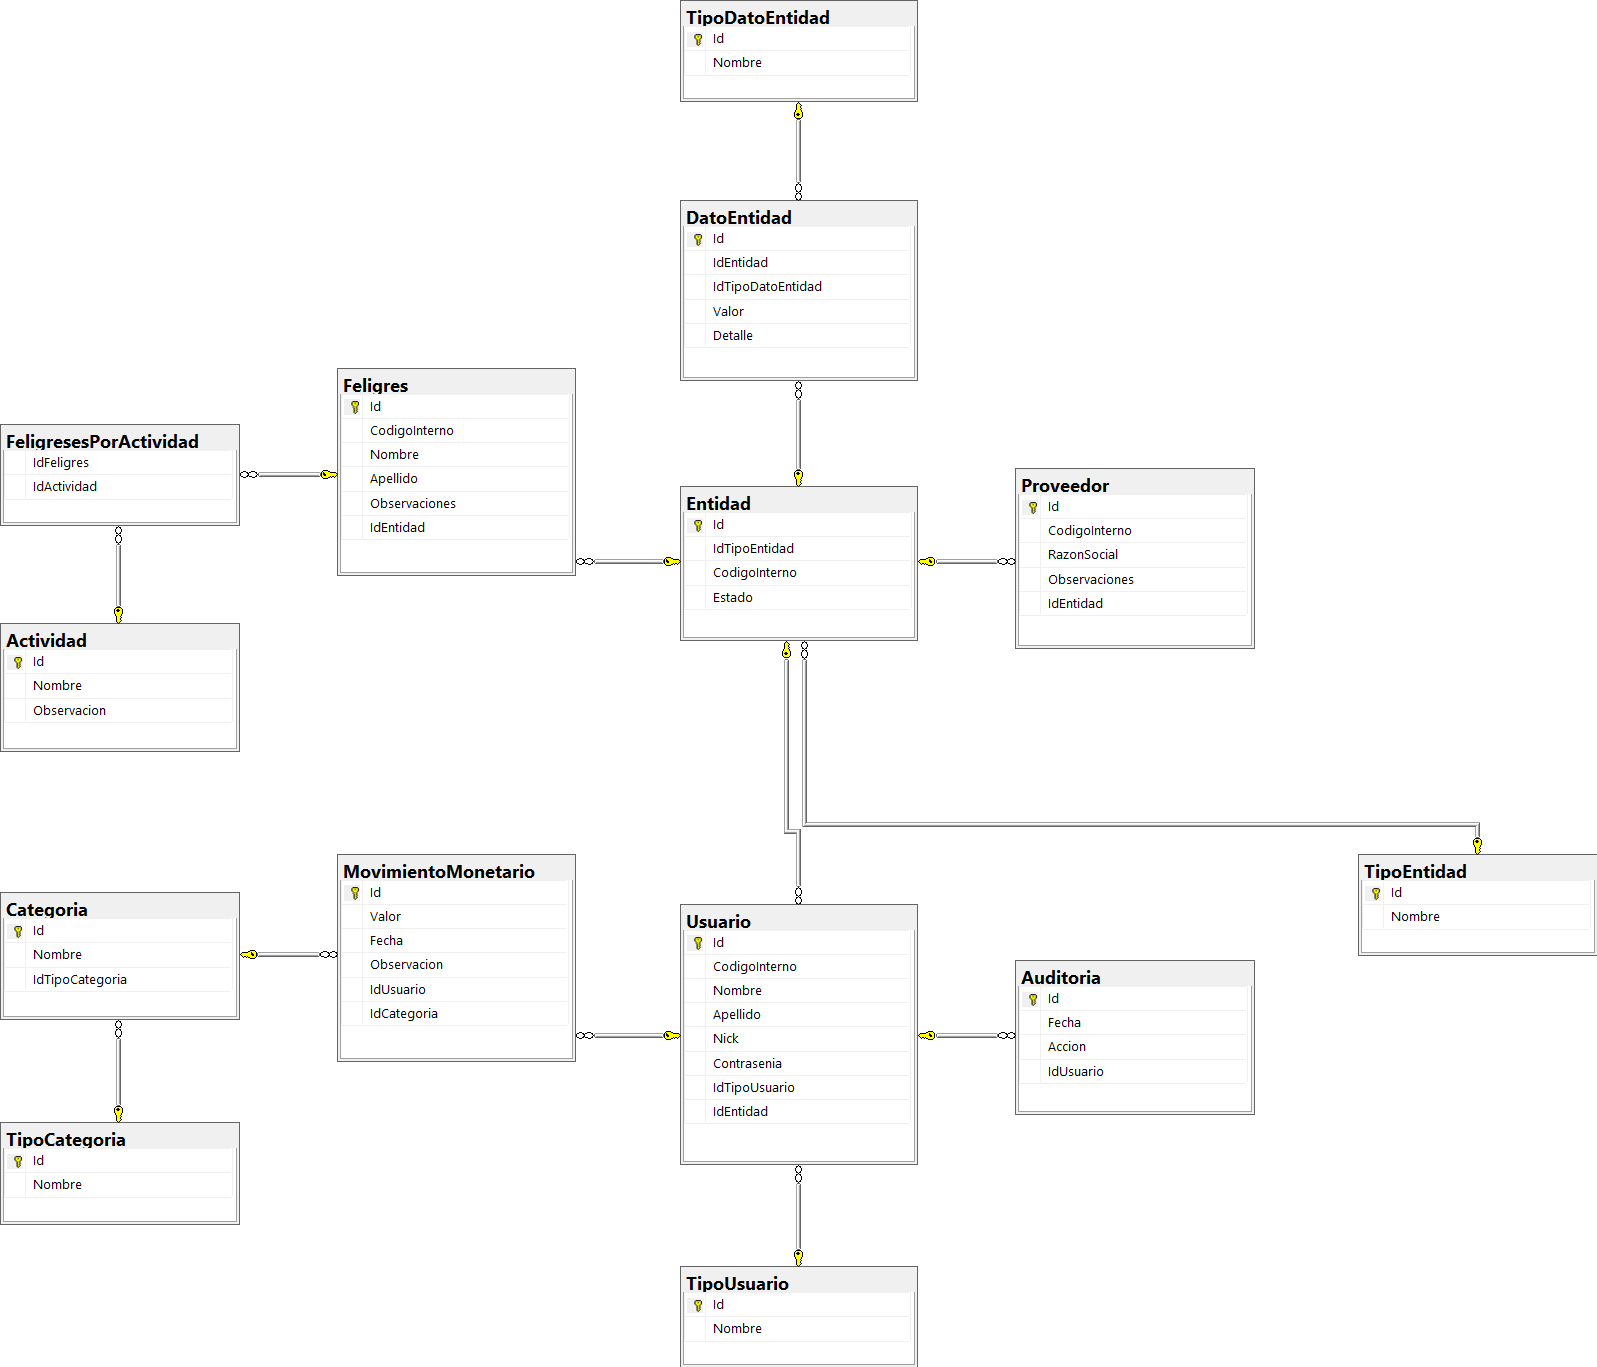 TipoDatoEntidad
Id
Nombre
DatoEntidad
Id
IdEntidad
IdTipoDatoEntidad
Valor
Detalle
Feligres
Id
CodigoInterno
Nombre
Apellido
Observaciones
IdEntidad
FeligresesPorActividad
IdFeligres
IdActividad
Entidad
Id
IdTipoEntidad
CodigoInterno
Estado
Proveedor
Id
CodigoInterno
RazonSocial
Observaciones
IdEntidad
Actividad
Id
Nombre
Observacion
MovimientoMonetario
Id
Valor
Fecha
Observacion
IdUsuario
IdCategoria
Categoria
Id
Nombre
IdTipoCategoria
Usuario
Id
CodigoInterno
Nombre
Apellido
Nick
Contrasenia
IdTipoUsuario
IdEntidad
TipoEntidad
Id
Nombre
Auditoria
Id
Fecha
Accion
IdUsuario
TipoCategoria
Id
Nombre
TipoUsuario
Id
Nombre